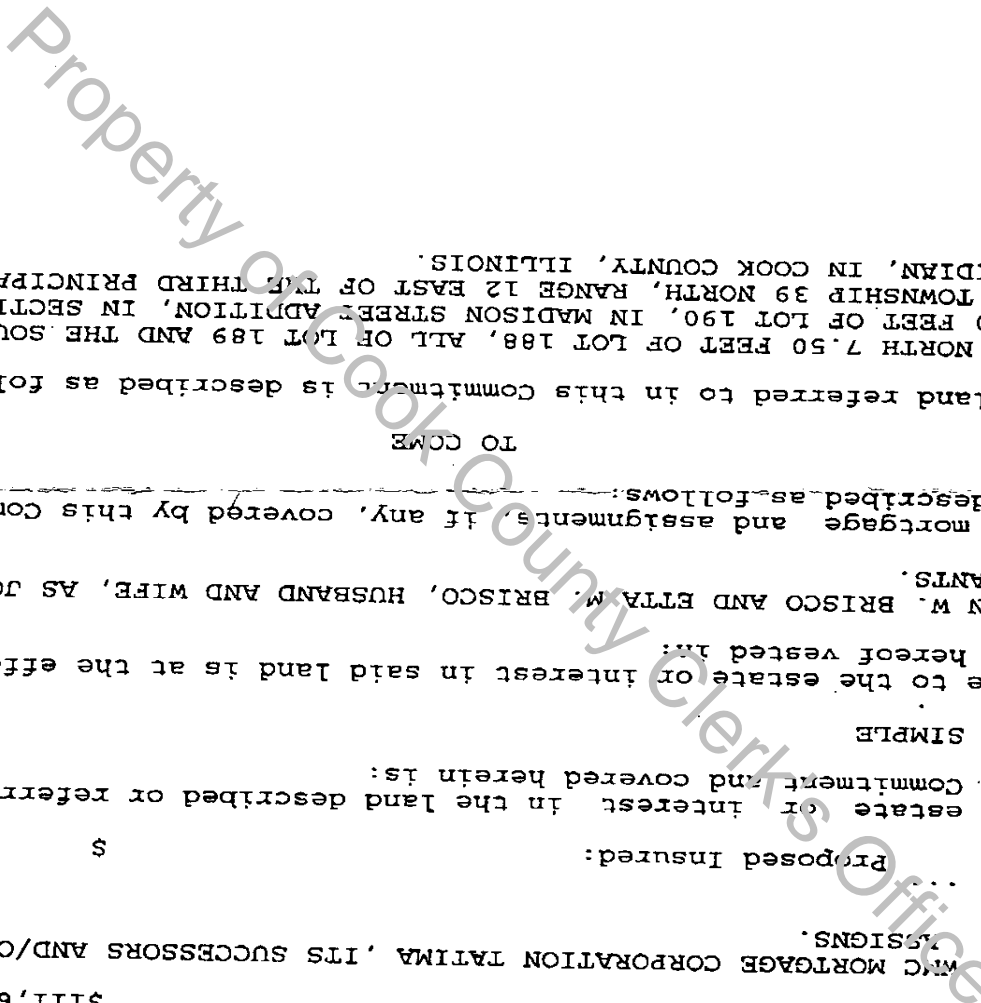 $111,
WMC MORTGAGE CORPORATION TATIMA ,ITS SUCCESSORS AND/O
ASSIGNS.
... Proposed Insured: $
estate or interest in the land described or referr
Commitment and covered herein is:
SIMPLE
e to the estate or interest in said land is at the effe
hereof vested in:
N W. BRISCO AND ETTA M. BRISCO, HUSBAND AND WIFE, AS JO
ANTS.
mortgage and assignments, if any, covered by this Com
described as follows:
TO COME
land referred to in this Commitment is described as fol
NORTH 7.50 FEET OF LOT 188, ALL OF LOT 189 AND THE SOU
0 FEET OF LOT 190, IN MADISON STREET ADDITION, IN SECTI
TOWNSHIP 39 NORTH, RANGE 12 EAST OF THE THIRD PRINCIPA
DIAN, IN COOK COUNTY, ILLINOIS.
Property of Cook County Clerk's Office